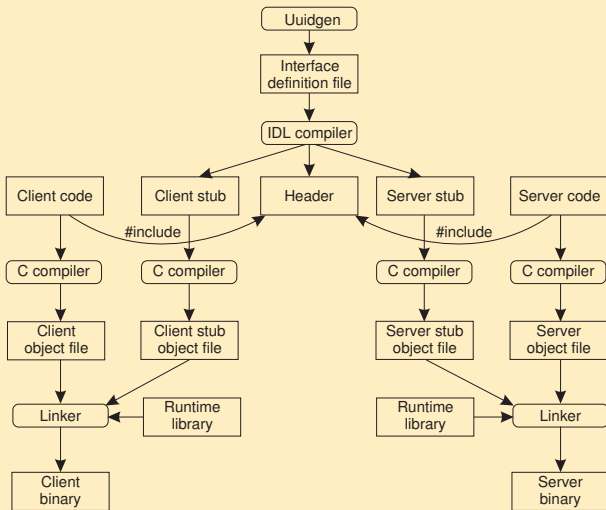 Uuidgen
Interface
definition file
IDL compiler
Client code
Client stub
Header
Server stub
Server code
#include
#include
C compiler
C compiler
C compiler
C compiler
Client
object file
Client stub
object file
Server stub
object file
Server
object file
Linker
Runtime
library
Runtime
library
Linker
Client
binary
Server
binary